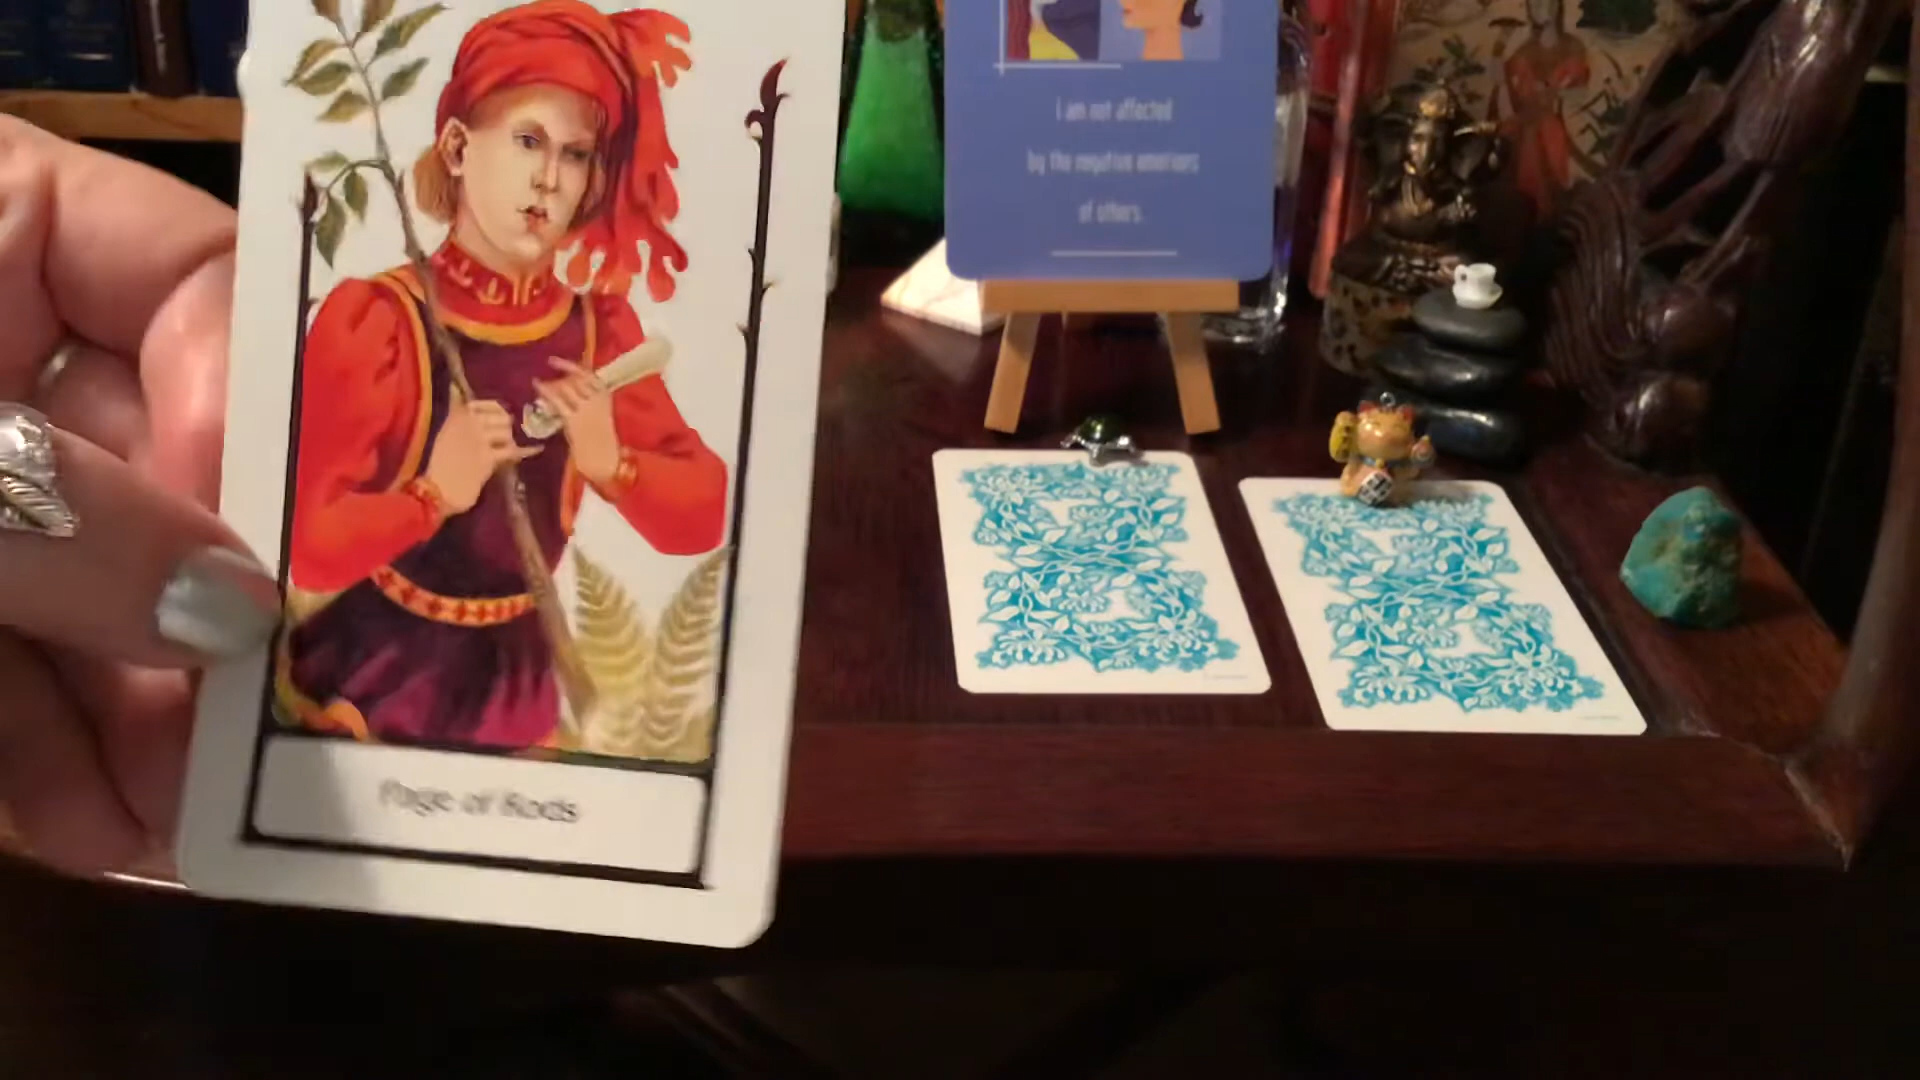 i am not affected
by the negative emotions
of others.
Page of Rods